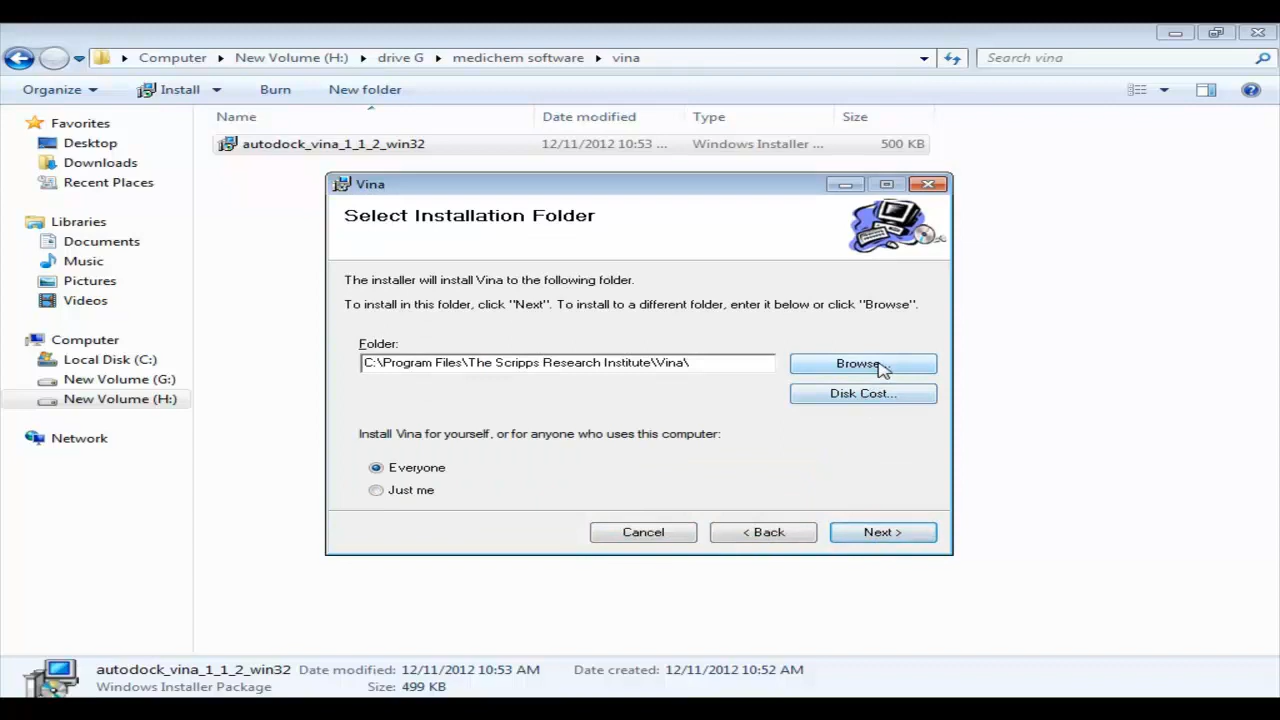 Computer New Volume (H:) drive G medichem software vina Search vina
Organize Install Burn New folder
Name Date modified Type Size
autodock_vina_1_1_2_win32 12/11/2012 10:53 ... Windows Installer ... 500 KB
Favorites
Desktop
Downloads
Recent Places
Libraries
Documents
Music
Pictures
Videos
Computer
Local Disk (C:)
New Volume (G:)
New Volume (H:)
Network
Vina
Select Installation Folder
The installer will install Vina to the following folder.
To install in this folder, click "Next". To install to a different folder, enter it below or click "Browse".
Folder:
C:\Program Files\The Scripps Research Institute\Vina\
Browse...
Disk Cost...
Install Vina for yourself, or for anyone who uses this computer:
Everyone
Just me
Cancel < Back Next >
autodock_vina_1_1_2_win32 Date modified: 12/11/2012 10:53 AM Date created: 12/11/2012 10:52 AM
Windows Installer Package Size: 499 KB